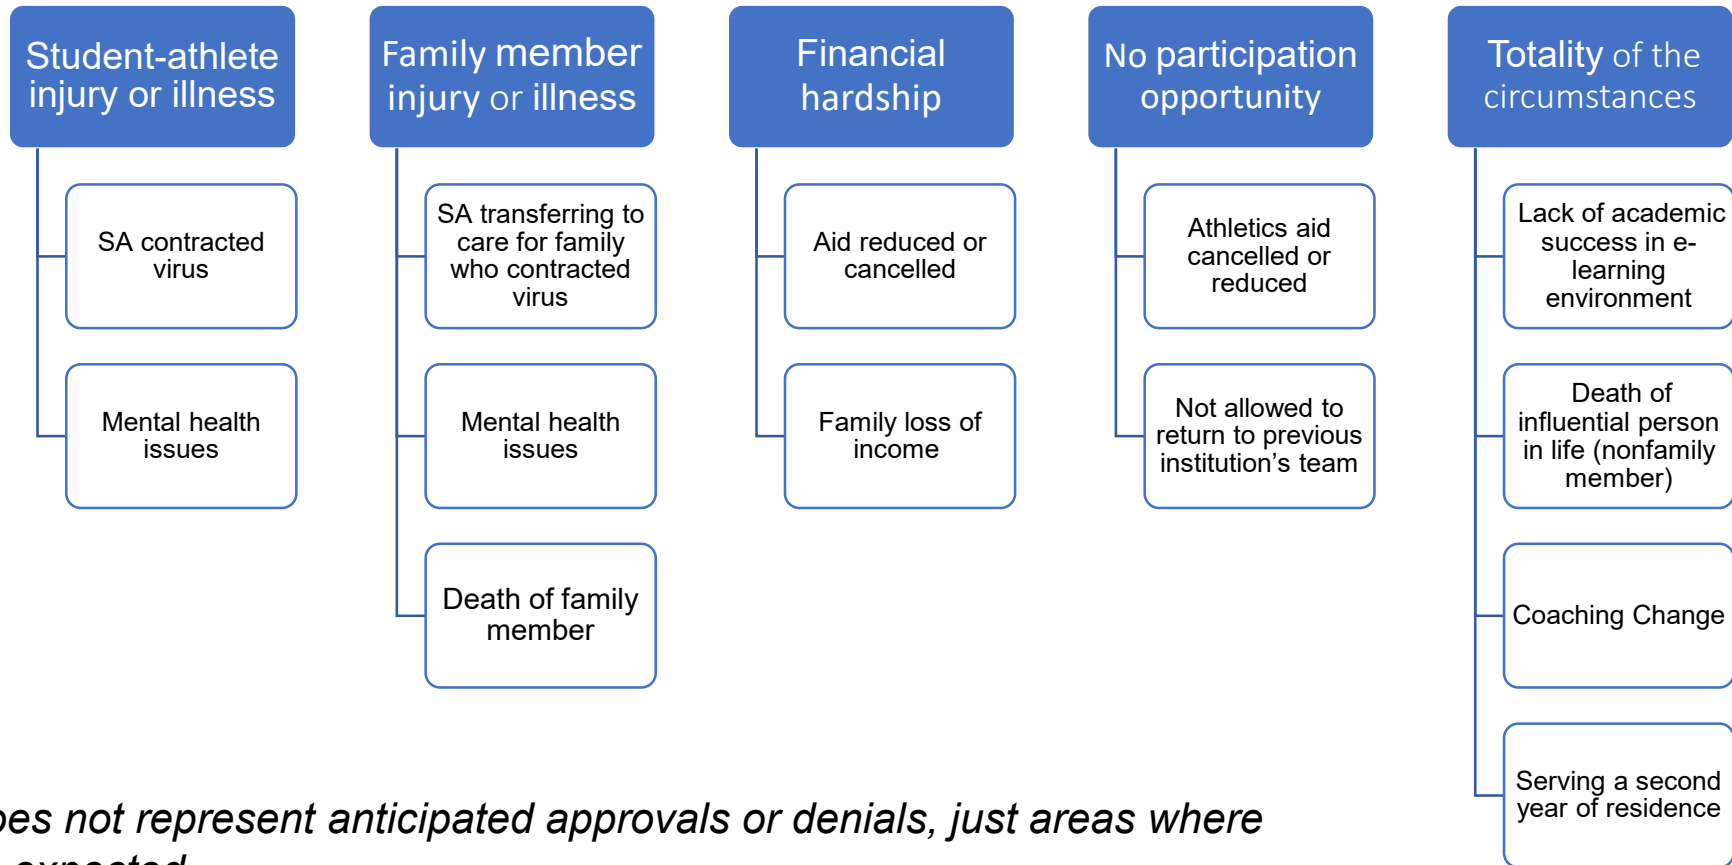 Student-athlete
injury or illness
SA contracted
virus
Mental health
issues
Family member
injury or illness
SA transferring to
care for family
who contracted
virus
Mental health
issues
Death of family
member
Financial
hardship
Aid reduced or
cancelled
Family loss of
income
No participation
opportunity
Athletics aid
cancelled or
reduced
Not allowed to
return to previous
institution’s team
Totality of the
circumstances
Lack of academic
success in e-
learning
environment
Death of
influential person
in life (nonfamily
member)
Coaching Change
Serving a second
year of residence
not represent anticipated approvals or denials, just areas where
expected